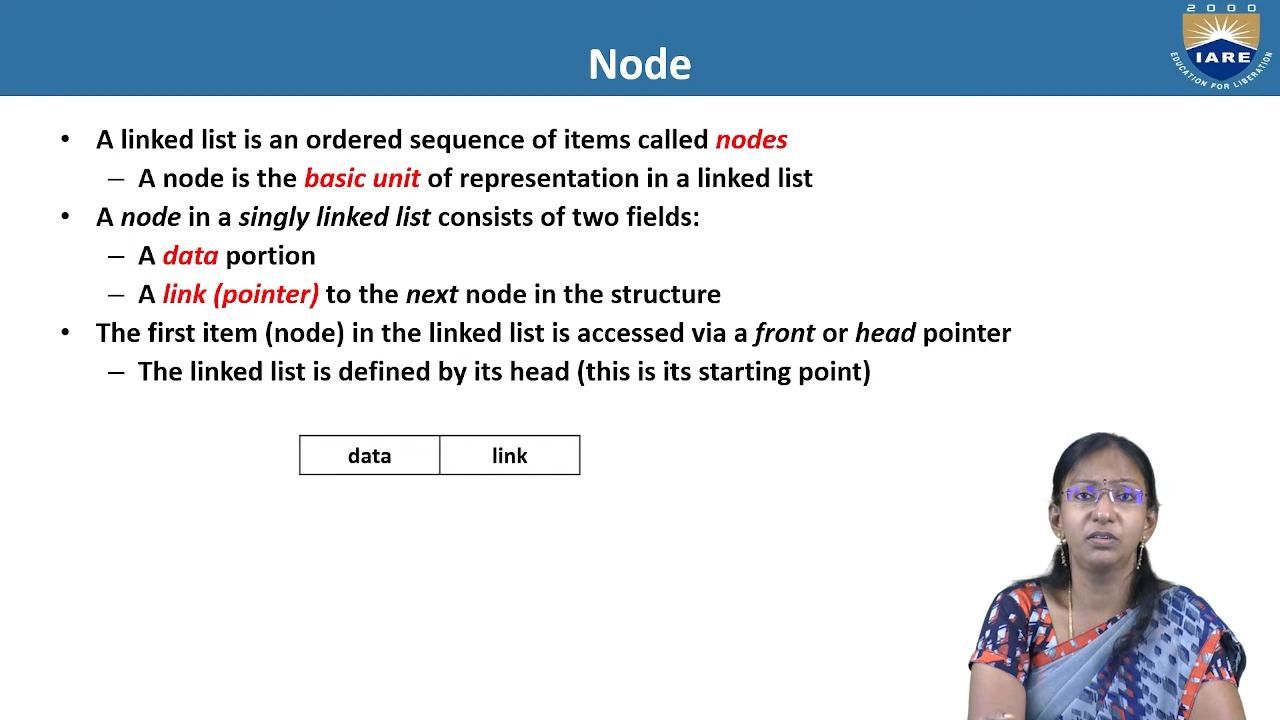 2000
IARE
EDUCATION FOR LIBERATION
Node
• A linked list is an ordered sequence of items called nodes
– A node is the basic unit of representation in a linked list
• A node in a singly linked list consists of two fields:
– A data portion
– A link (pointer) to the next node in the structure
• The first item (node) in the linked list is accessed via a front or head pointer
– The linked list is defined by its head (this is its starting point)
data link